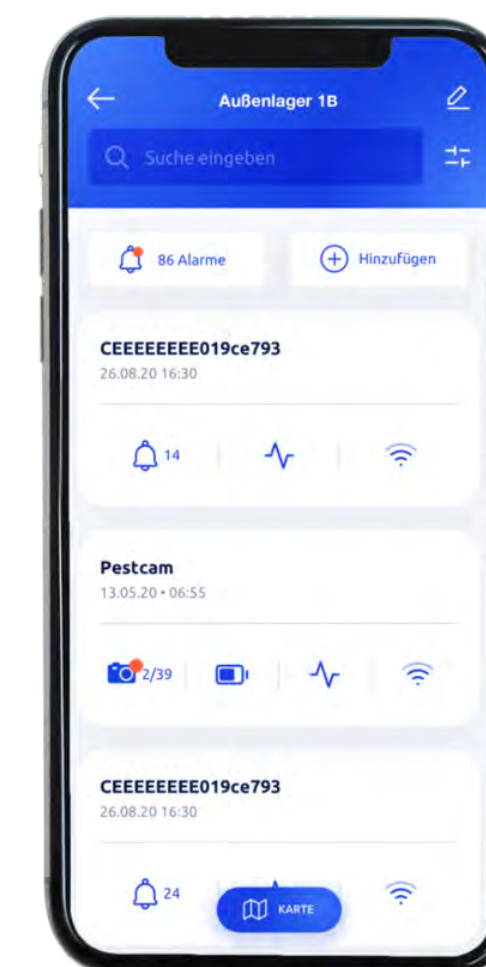 Außenlager 1B
Suche eingeben
86 Alarme
Hinzufügen
CEEEEEEEE019ce793
26.08.20 16:30
14
Pestcam
13.05.20 • 06:55
2/39
CEEEEEEEE019ce793
26.08.20 16:30
24
KARTE